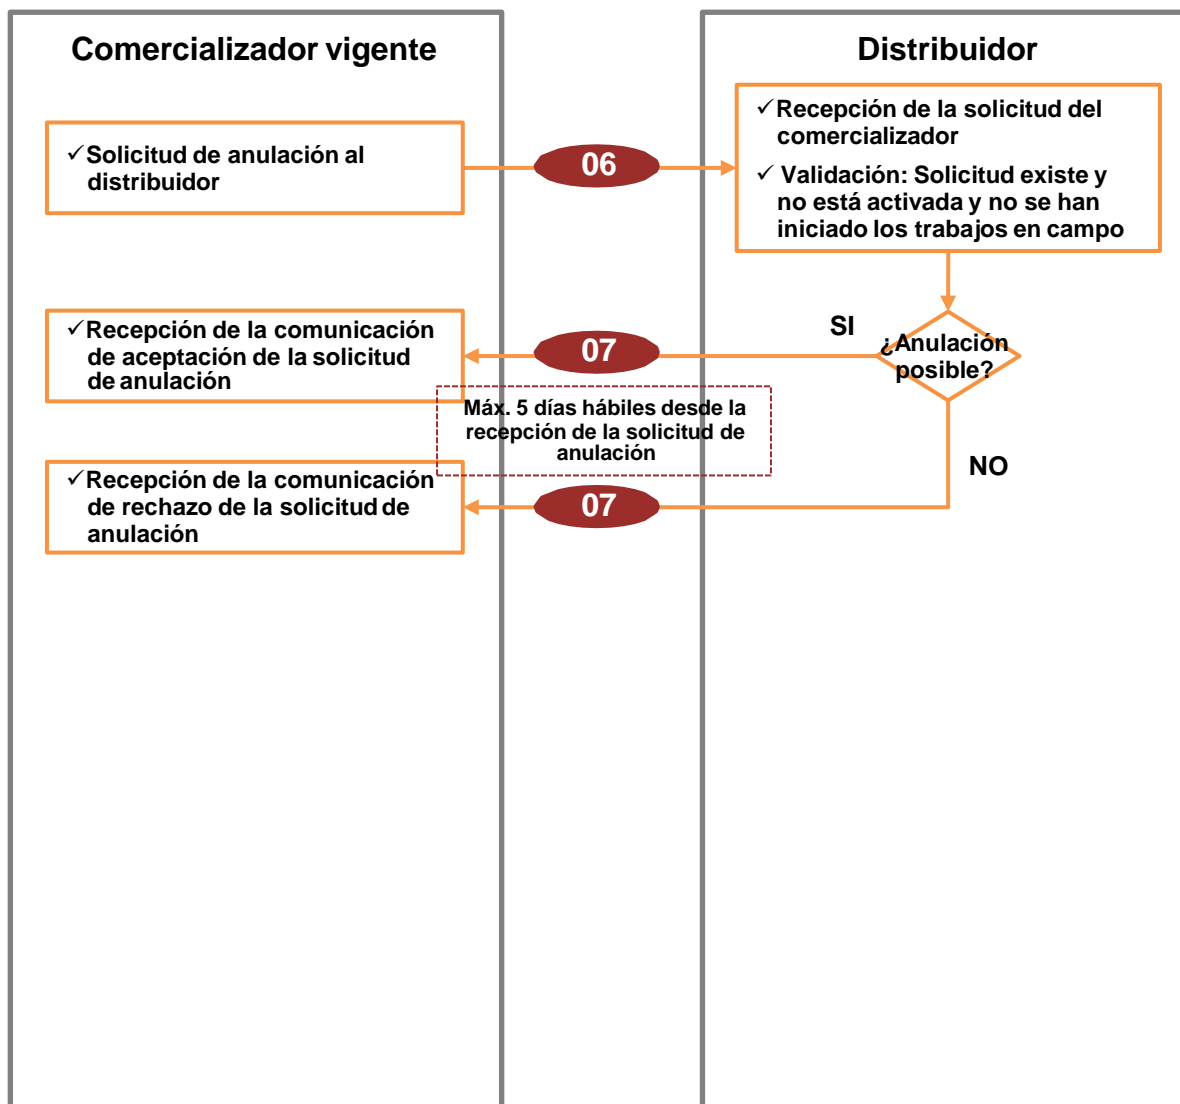 Comercializador vigente
Distribuidor
✓Solicitud de anulación al
distribuidor
06
✓Recepción de la solicitud del
comercializador
✓ Validación: Solicitud existe y
no está activada y no se han
iniciado los trabajos en campo
✓Recepción de la comunicación
de aceptación de la solicitud
de anulación
07
SI
¿Anulación
posible?
Máx. 5 días hábiles desde la
recepción de la solicitud de
anulación
NO
✓Recepción de la comunicación
de rechazo de la solicitud de
anulación
07